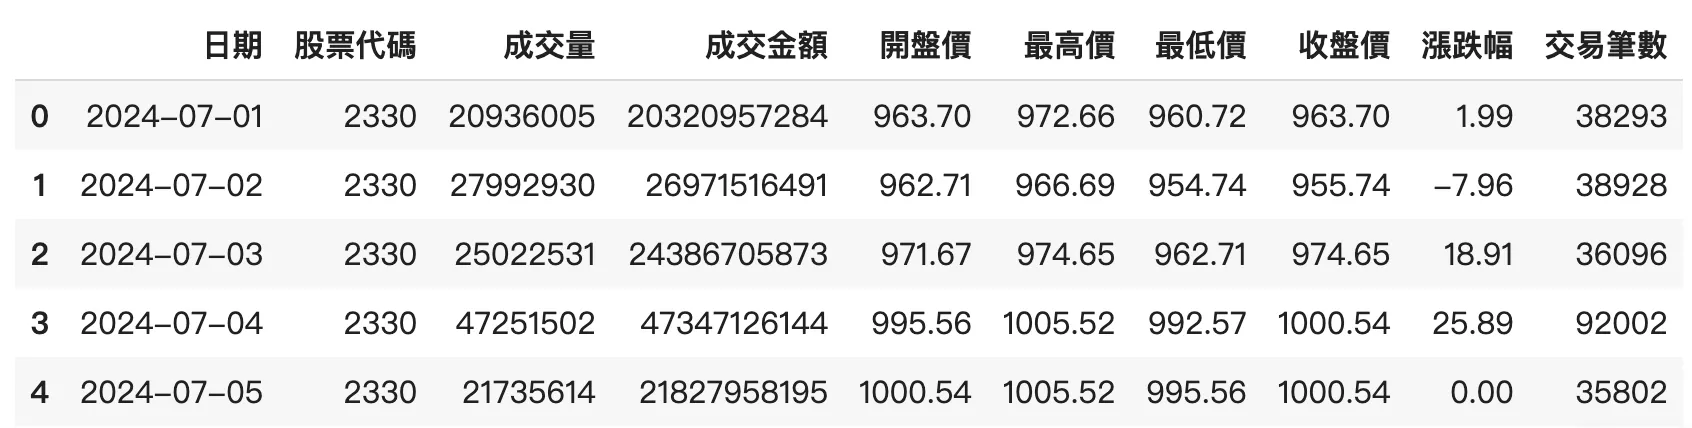 日期 股票代碼 成交量 成交金額 開盤價 最高價 最低價 收盤價 漲跌幅 交易筆數
0 2024-07-01 2330 20936005 20320957284 963.70 972.66 960.72 963.70 1.99 38293
1 2024-07-02 2330 27992930 26971516491 962.71 966.69 954.74 955.74 -7.96 38928
2 2024-07-03 2330 25022531 24386705873 971.67 974.65 962.71 974.65 18.91 36096
3 2024-07-04 2330 47251502 47347126144 995.56 1005.52 992.57 1000.54 25.89 92002
4 2024-07-05 2330 21735614 21827958195 1000.54 1005.52 995.56 1000.54 0.00 35802